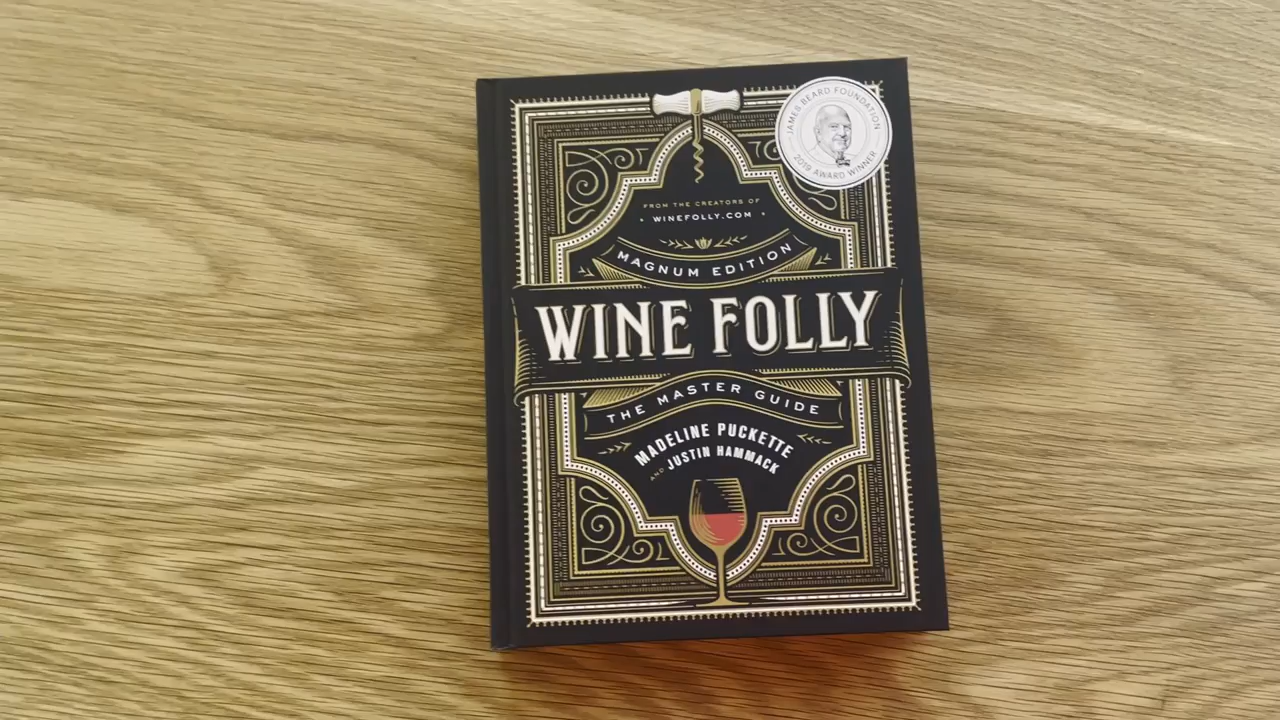 JAMES BEARD FOUNDATION
2019 AWARD WINNER
FROM THE CREATORS OF
WINEFOLLY.COM
MAGNUM EDITION
WINE FOLLY
THE MASTER GUIDE
MADELINE PUCKETTE
AND JUSTIN HAMMACK